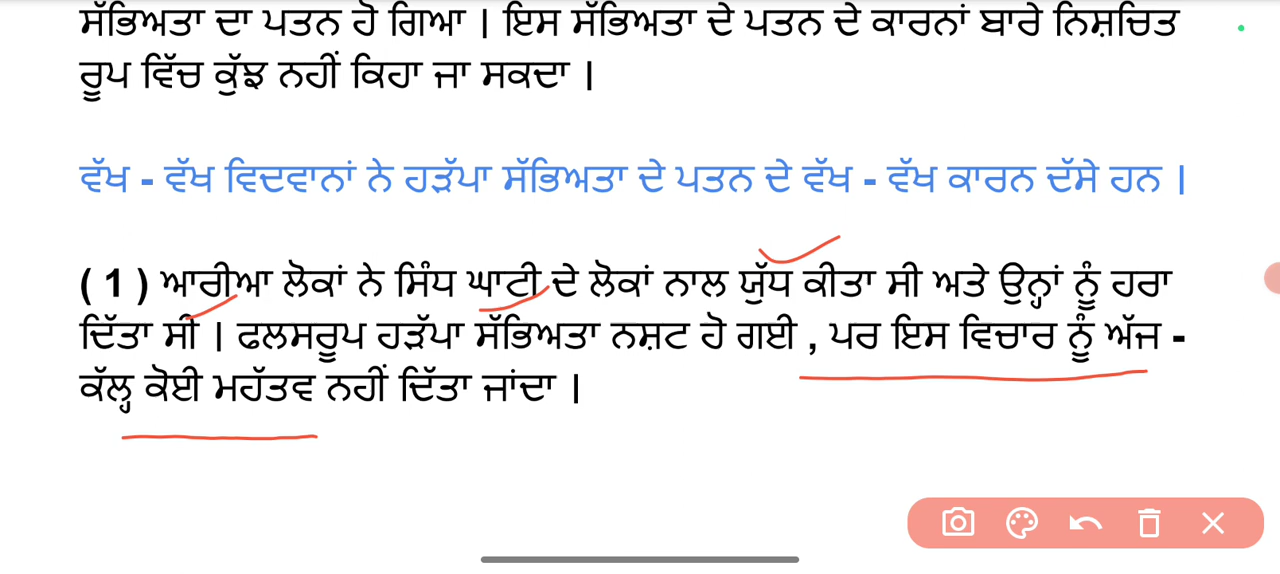 ਸੱਭਿਅਤਾ ਦਾ ਪਤਨ ਹੋ ਗਿਆ | ਇਸ ਸੱਭਿਅਤਾ ਦੇ ਪਤਨ ਦੇ ਕਾਰਨਾਂ ਬਾਰੇ ਨਿਸ਼ਚਿਤ
ਰੂਪ ਵਿੱਚ ਕੁੱਝ ਨਹੀਂ ਕਿਹਾ ਜਾ ਸਕਦਾ |
ਵੱਖ - ਵੱਖ ਵਿਦਵਾਨਾਂ ਨੇ ਹੜੱਪਾ ਸੱਭਿਅਤਾ ਦੇ ਪਤਨ ਦੇ ਵੱਖ - ਵੱਖ ਕਾਰਨ ਦੱਸੇ ਹਨ |
( 1 ) ਆਰੀਆ ਲੋਕਾਂ ਨੇ ਸਿੰਧ ਘਾਟੀ ਦੇ ਲੋਕਾਂ ਨਾਲ ਯੁੱਧ ਕੀਤਾ ਸੀ ਅਤੇ ਉਨ੍ਹਾਂ ਨੂੰ ਹਰਾ
ਦਿੱਤਾ ਸੀ | ਫਲਸਰੂਪ ਹੜੱਪਾ ਸੱਭਿਅਤਾ ਨਸ਼ਟ ਹੋ ਗਈ , ਪਰ ਇਸ ਵਿਚਾਰ ਨੂੰ ਅੱਜ -
ਕੱਲ੍ਹ ਕੋਈ ਮਹੱਤਵ ਨਹੀਂ ਦਿੱਤਾ ਜਾਂਦਾ |